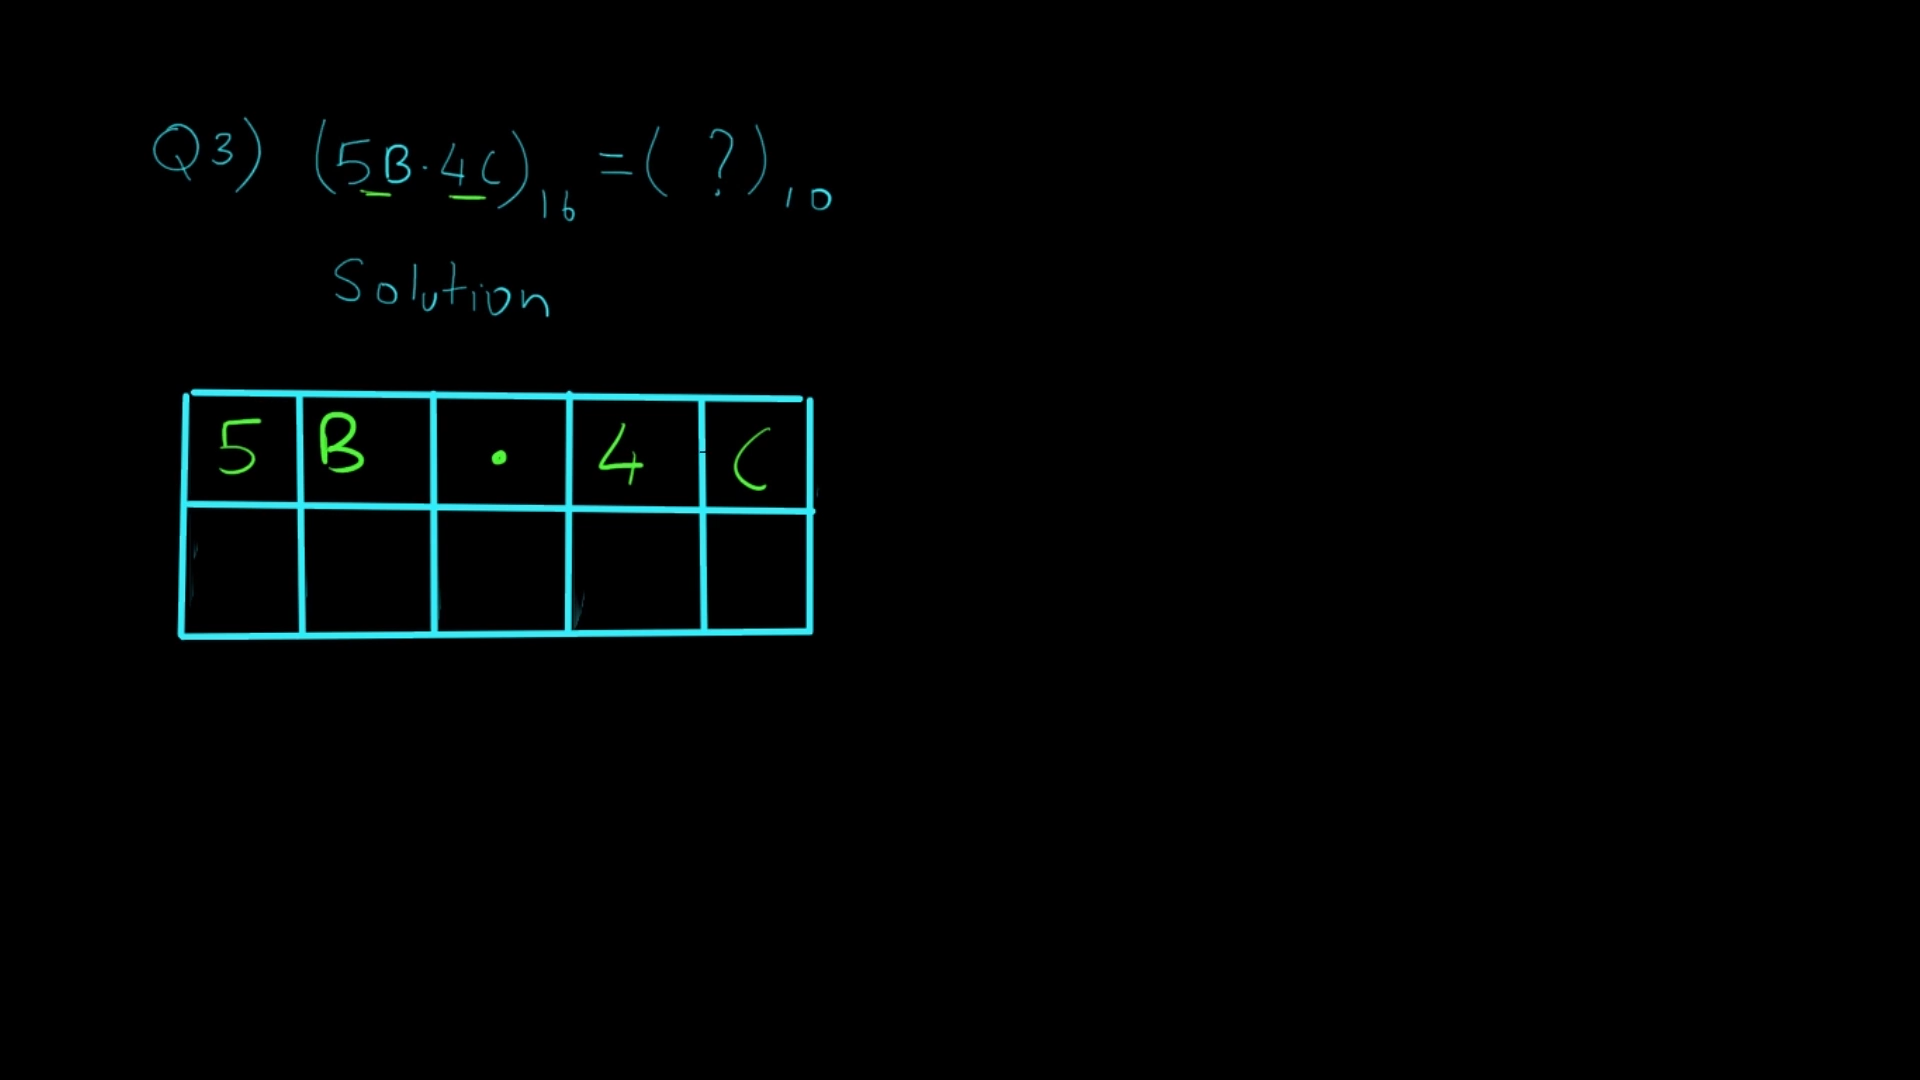 Q3) (5B.4C)₁₆ = ( ? )₁₀
Solution
5 B . 4 C